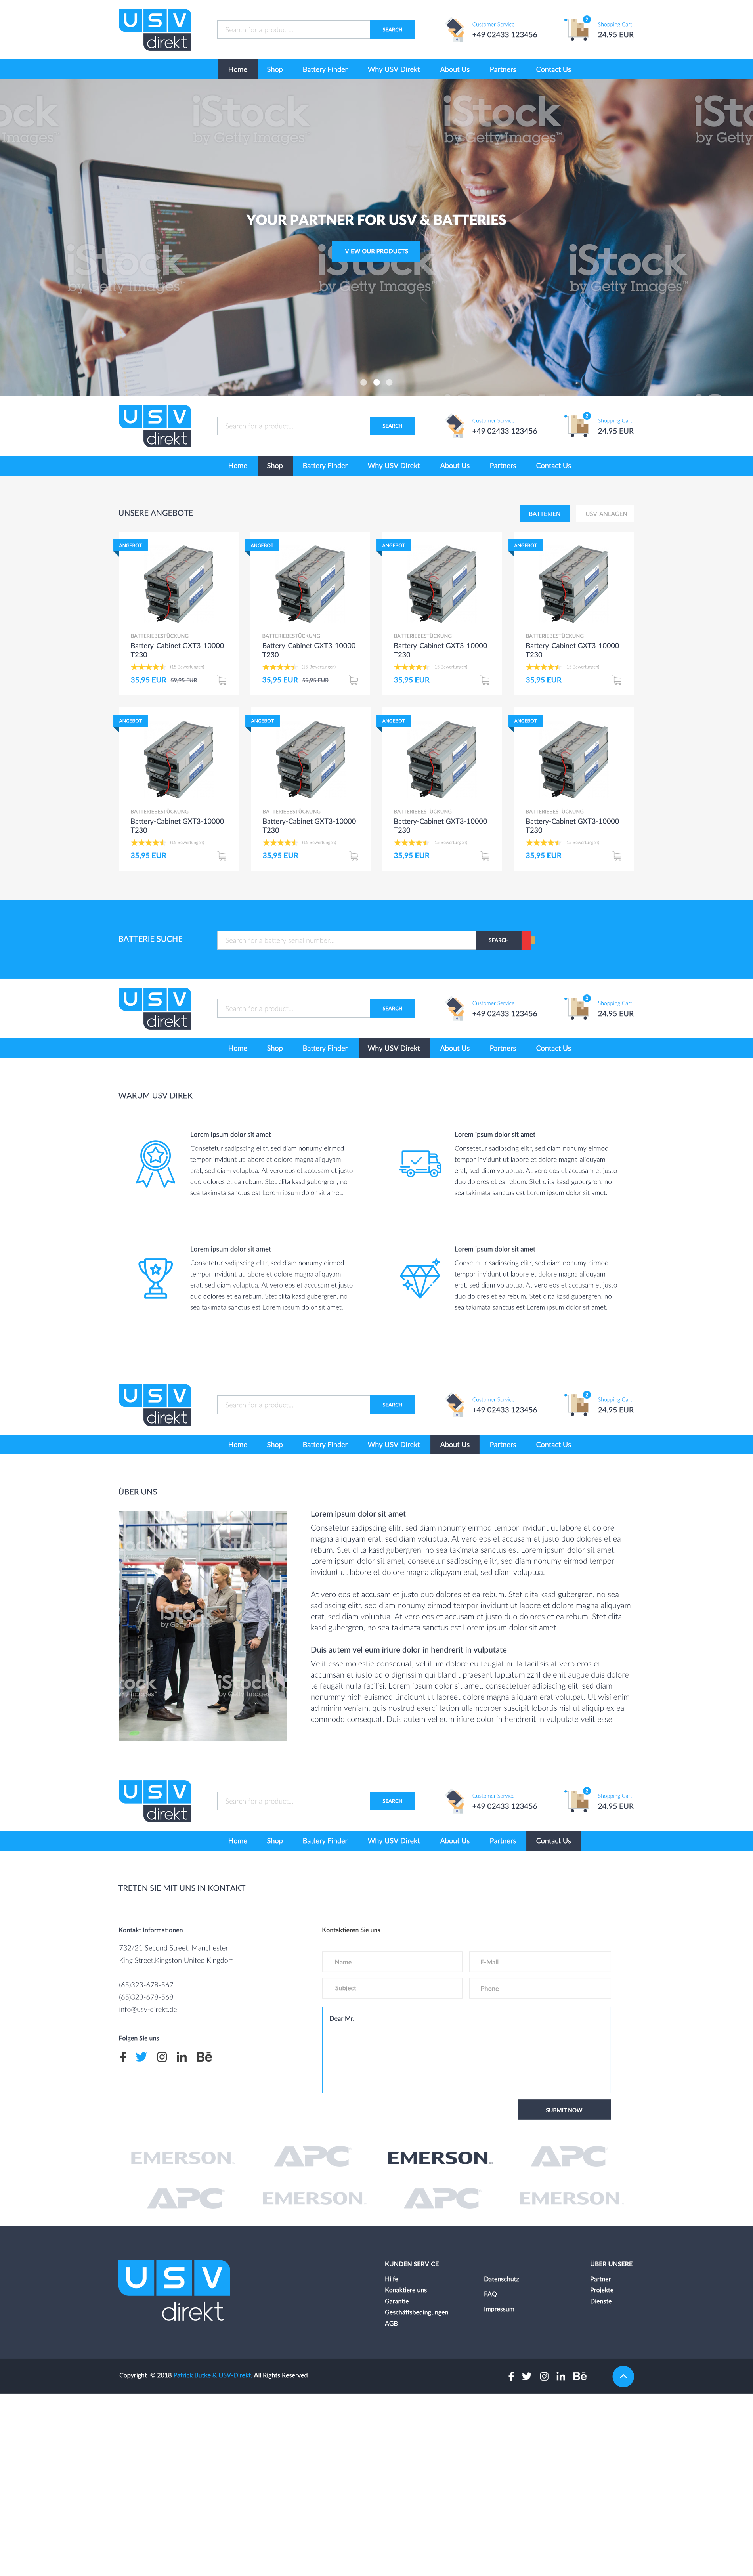 USV
direkt
Search for a product...
SEARCH
Customer Service
+49 02433 123456
2
Shopping Cart
24.95 EUR
Home Shop Battery Finder Why USV Direkt About Us Partners Contact Us
iStock
by Getty Images
YOUR PARTNER FOR USV & BATTERIES
VIEW OUR PRODUCTS
iStock
by Getty Images
iStock
by Getty Images
iStock
by Getty Images
USV
direkt
Search for a product...
SEARCH
Customer Service
+49 02433 123456
2
Shopping Cart
24.95 EUR
Home Shop Battery Finder Why USV Direkt About Us Partners Contact Us
UNSERE ANGEBOTE
BATTERIEN
USV-ANLAGEN
ANGEBOT
BATTERIEBESTÜCKUNG
Battery-Cabinet GXT3-10000
T230
(15 Bewertungen)
35,95 EUR 59,95 EUR
ANGEBOT
BATTERIEBESTÜCKUNG
Battery-Cabinet GXT3-10000
T230
(15 Bewertungen)
35,95 EUR 59,95 EUR
ANGEBOT
BATTERIEBESTÜCKUNG
Battery-Cabinet GXT3-10000
T230
(15 Bewertungen)
35,95 EUR
ANGEBOT
BATTERIEBESTÜCKUNG
Battery-Cabinet GXT3-10000
T230
(15 Bewertungen)
35,95 EUR
ANGEBOT
BATTERIEBESTÜCKUNG
Battery-Cabinet GXT3-10000
T230
(15 Bewertungen)
35,95 EUR
ANGEBOT
BATTERIEBESTÜCKUNG
Battery-Cabinet GXT3-10000
T230
(15 Bewertungen)
35,95 EUR
ANGEBOT
BATTERIEBESTÜCKUNG
Battery-Cabinet GXT3-10000
T230
(15 Bewertungen)
35,95 EUR
ANGEBOT
BATTERIEBESTÜCKUNG
Battery-Cabinet GXT3-10000
T230
(15 Bewertungen)
35,95 EUR
BATTERIE SUCHE
Search for a battary serial number...
SEARCH
USV
direkt
Search for a product...
SEARCH
Customer Service
+49 02433 123456
2
Shopping Cart
24.95 EUR
Home Shop Battery Finder Why USV Direkt About Us Partners Contact Us
WARUM USV DIREKT
Lorem ipsum dolor sit amet
Consetetur sadipscing elitr, sed diam nonumy eirmod
tempor invidunt ut labore et dolore magna aliquyam
erat, sed diam voluptua. At vero eos et accusam et justo
duo dolores et ea rebum. Stet clita kasd gubergren, no
sea takimata sanctus est Lorem ipsum dolor sit amet.
Lorem ipsum dolor sit amet
Consetetur sadipscing elitr, sed diam nonumy eirmod
tempor invidunt ut labore et dolore magna aliquyam
erat, sed diam voluptua. At vero eos et accusam et justo
duo dolores et ea rebum. Stet clita kasd gubergren, no
sea takimata sanctus est Lorem ipsum dolor sit amet.
Lorem ipsum dolor sit amet
Consetetur sadipscing elitr, sed diam nonumy eirmod
tempor invidunt ut labore et dolore magna aliquyam
erat, sed diam voluptua. At vero eos et accusam et justo
duo dolores et ea rebum. Stet clita kasd gubergren, no
sea takimata sanctus est Lorem ipsum dolor sit amet.
Lorem ipsum dolor sit amet
Consetetur sadipscing elitr, sed diam nonumy eirmod
tempor invidunt ut labore et dolore magna aliquyam
erat, sed diam voluptua. At vero eos et accusam et justo
duo dolores et ea rebum. Stet clita kasd gubergren, no
sea takimata sanctus est Lorem ipsum dolor sit amet.
USV
direkt
Search for a product...
SEARCH
Customer Service
+49 02433 123456
2
Shopping Cart
24.95 EUR
Home Shop Battery Finder Why USV Direkt About Us Partners Contact Us
ÜBER UNS
iStock
by Getty Images
Lorem ipsum dolor sit amet
Consetetur sadipscing elitr, sed diam nonumy eirmod tempor invidunt ut labore et dolore
magna aliquyam erat, sed diam voluptua. At vero eos et accusam et justo duo dolores et ea
rebum. Stet clita kasd gubergren, no sea takimata sanctus est Lorem ipsum dolor sit amet.
Lorem ipsum dolor sit amet, consetetur sadipscing elitr, sed diam nonumy eirmod tempor
invidunt ut labore et dolore magna aliquyam erat, sed diam voluptua.
At vero eos et accusam et justo duo dolores et ea rebum. Stet clita kasd gubergren, no sea
sadipscing elitr, sed diam nonumy eirmod tempor invidunt ut labore et dolore magna aliquyam
erat, sed diam voluptua. At vero eos et accusam et justo duo dolores et ea rebum. Stet clita
kasd gubergren, no sea takimata sanctus est Lorem ipsum dolor sit amet.
Duis autem vel eum iriure dolor in hendrerit in vulputate
Velit esse molestie consequat, vel illum dolore eu feugiat nulla facilisis at vero eros et
accumsan et iusto odio dignissim qui blandit praesent luptatum zzril delenit augue duis dolore
te feugait nulla facilisi. Lorem ipsum dolor sit amet, consectetuer adipiscing elit, sed diam
nonummy nibh euismod tincidunt ut laoreet dolore magna aliquam erat volutpat. Ut wisi enim
ad minim veniam, quis nostrud exerci tation ullamcorper suscipit lobortis nisl ut aliquip ex ea
commodo consequat. Duis autem vel eum iriure dolor in hendrerit in vulputate velit esse
USV
direkt
Search for a product...
SEARCH
Customer Service
+49 02433 123456
2
Shopping Cart
24.95 EUR
Home Shop Battery Finder Why USV Direkt About Us Partners Contact Us
TRETEN SIE MIT UNS IN KONTAKT
Kontakt Informationen
732/21 Second Street, Manchester,
King Street,Kingston United Kingdom
(65)323-678-567
(65)323-678-568
info@usv-direkt.de
Folgen Sie uns
Bē
Kontaktieren Sie uns
Name
E-Mail
Subject
Phone
Dear Mr
SUBMIT NOW
EMERSON APC EMERSON APC
APC EMERSON APC EMERSON
USV
direkt
KUNDEN SERVICE
Hilfe
Konaktiere uns
Garantie
Geschäftsbedingungen
AGB
Datenschutz
FAQ
Impressum
ÜBER UNSERE
Partner
Projekte
Dienste
Copyright © 2018 Patrick Butke & USV-Direkt. All Rights Reserved
Bē